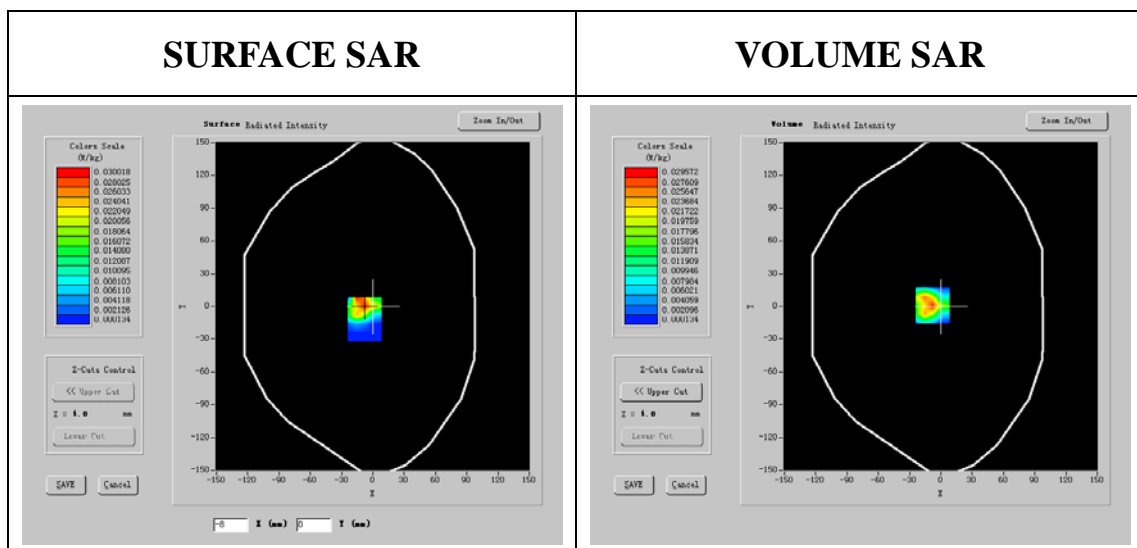 SURFACE SAR
VOLUME SAR
Surface Radiated Intensity
Zoom In/Out
Colors Scale
(W/kg)
0.030018
0.028025
0.026033
0.024041
0.022049
0.020056
0.018064
0.016072
0.014080
0.012087
0.010095
0.008103
0.006110
0.004118
0.002126
0.000134
150
90
60
30
0
-30
-60
-90
-120
-150
Y
-150 -120 -90 -60 -30 0 30 60 90 120 150
X
Z-Cuts Control
<< Upper Cut
Z = 4.0 mm
Lower Cut
SAVE
Cancel
-8 X (mm) 0 Y (mm)
Volume Radiated Intensity
Zoom In/Out
Colors Scale
(W/kg)
0.029572
0.027609
0.025647
0.023684
0.021722
0.019759
0.017796
0.015834
0.013871
0.011909
0.009946
0.007984
0.006021
0.004059
0.002096
0.000134
150
90
60
30
0
-30
-60
-90
-120
-150
Y
-150 -120 -90 -60 -30 0 30 60 90 120 150
X
Z-Cuts Control
<< Upper Cut
Z = 4.0 mm
Lower Cut
SAVE
Cancel